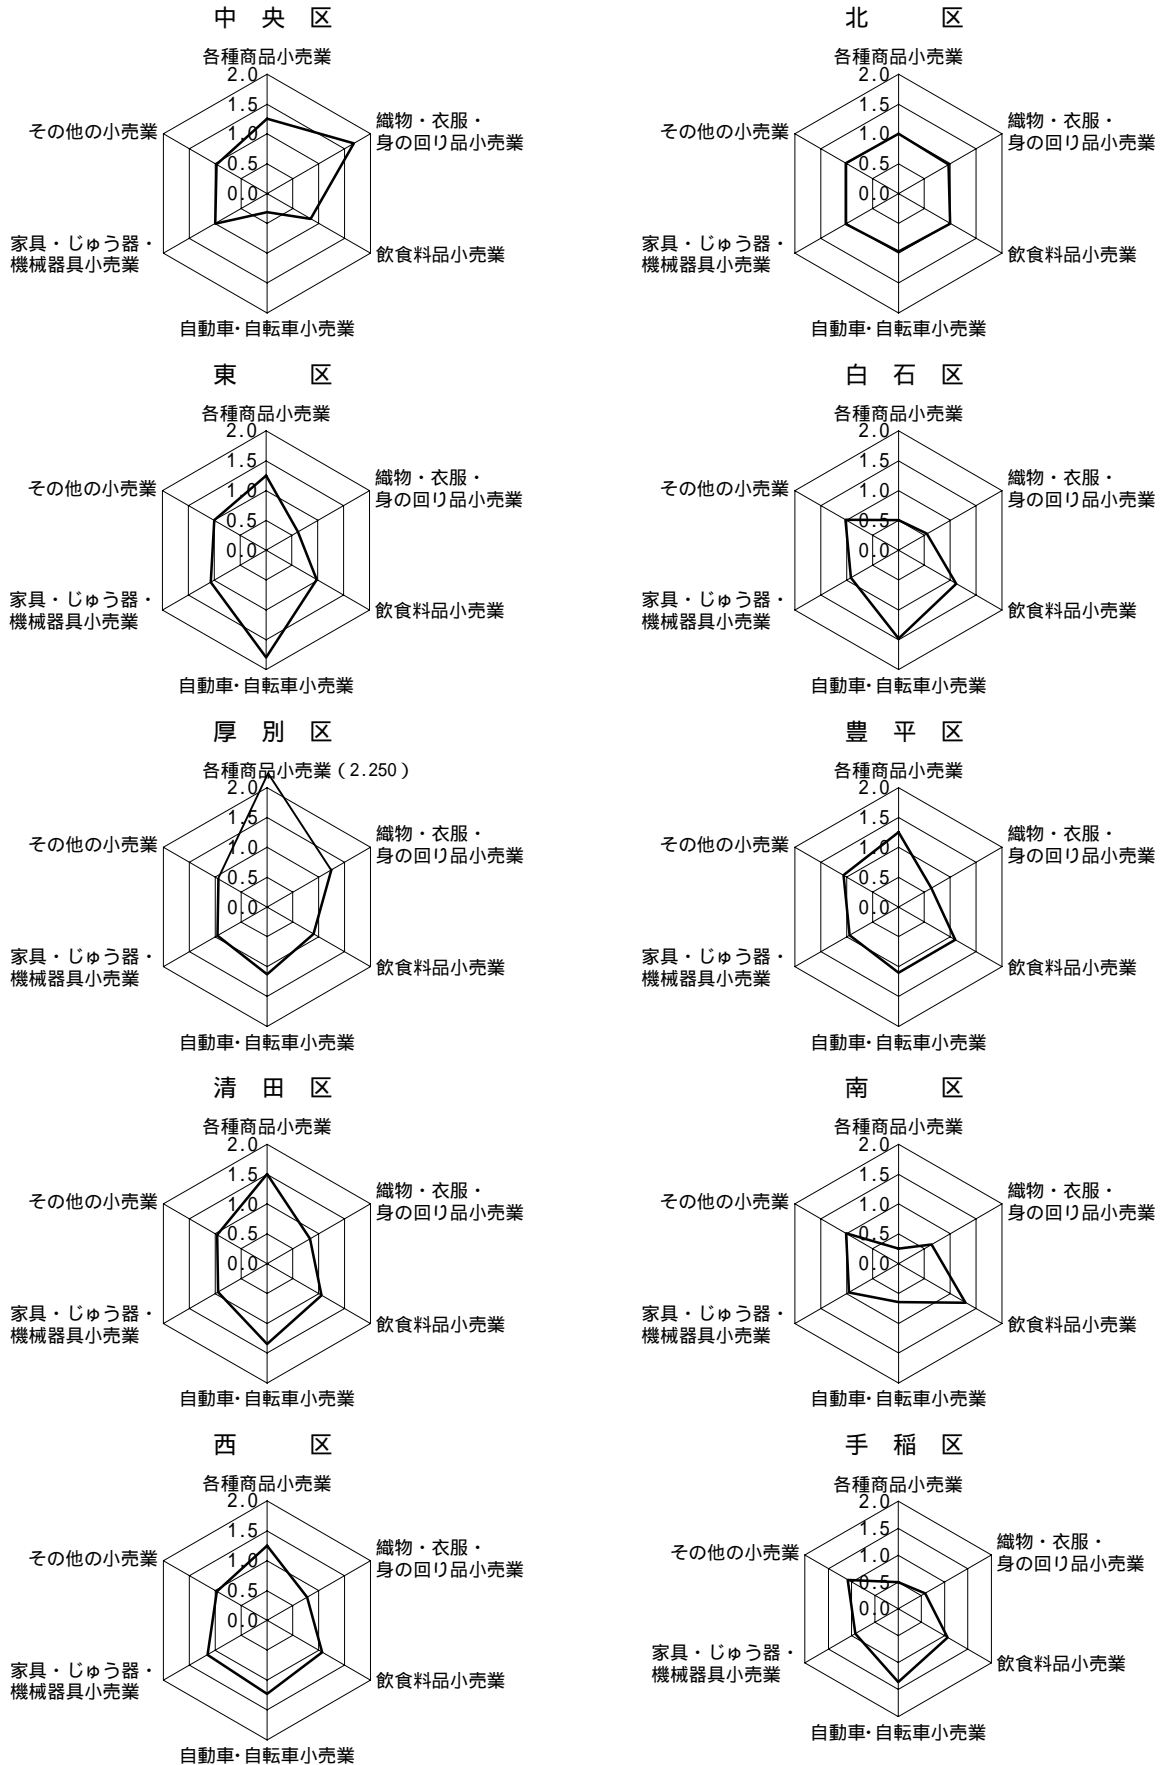 中央区
各種商品小売業
2.0
1.5
1.0
0.5
0.0
織物・衣服・
身の回り品小売業
飲食料品小売業
自動車・自転車小売業
家具・じゅう器・
機械器具小売業
その他の小売業
北区
各種商品小売業
2.0
1.5
1.0
0.5
0.0
織物・衣服・
身の回り品小売業
飲食料品小売業
自動車・自転車小売業
家具・じゅう器・
機械器具小売業
その他の小売業
東区
各種商品小売業
2.0
1.5
1.0
0.5
0.0
織物・衣服・
身の回り品小売業
飲食料品小売業
自動車・自転車小売業
家具・じゅう器・
機械器具小売業
その他の小売業
白石区
各種商品小売業
2.0
1.5
1.0
0.5
0.0
織物・衣服・
身の回り品小売業
飲食料品小売業
自動車・自転車小売業
家具・じゅう器・
機械器具小売業
その他の小売業
厚別区
各種商品小売業(2.250)
2.0
1.5
1.0
0.5
0.0
織物・衣服・
身の回り品小売業
飲食料品小売業
自動車・自転車小売業
家具・じゅう器・
機械器具小売業
その他の小売業
豊平区
各種商品小売業
2.0
1.5
1.0
0.5
0.0
織物・衣服・
身の回り品小売業
飲食料品小売業
自動車・自転車小売業
家具・じゅう器・
機械器具小売業
その他の小売業
清田区
各種商品小売業
2.0
1.5
1.0
0.5
0.0
織物・衣服・
身の回り品小売業
飲食料品小売業
自動車・自転車小売業
家具・じゅう器・
機械器具小売業
その他の小売業
南区
各種商品小売業
2.0
1.5
1.0
0.5
0.0
織物・衣服・
身の回り品小売業
飲食料品小売業
自動車・自転車小売業
家具・じゅう器・
機械器具小売業
その他の小売業
西区
各種商品小売業
2.0
1.5
1.0
0.5
0.0
織物・衣服・
身の回り品小売業
飲食料品小売業
自動車・自転車小売業
家具・じゅう器・
機械器具小売業
その他の小売業
手稲区
各種商品小売業
2.0
1.5
1.0
0.5
0.0
織物・衣服・
身の回り品小売業
飲食料品小売業
自動車・自転車小売業
家具・じゅう器・
機械器具小売業
その他の小売業